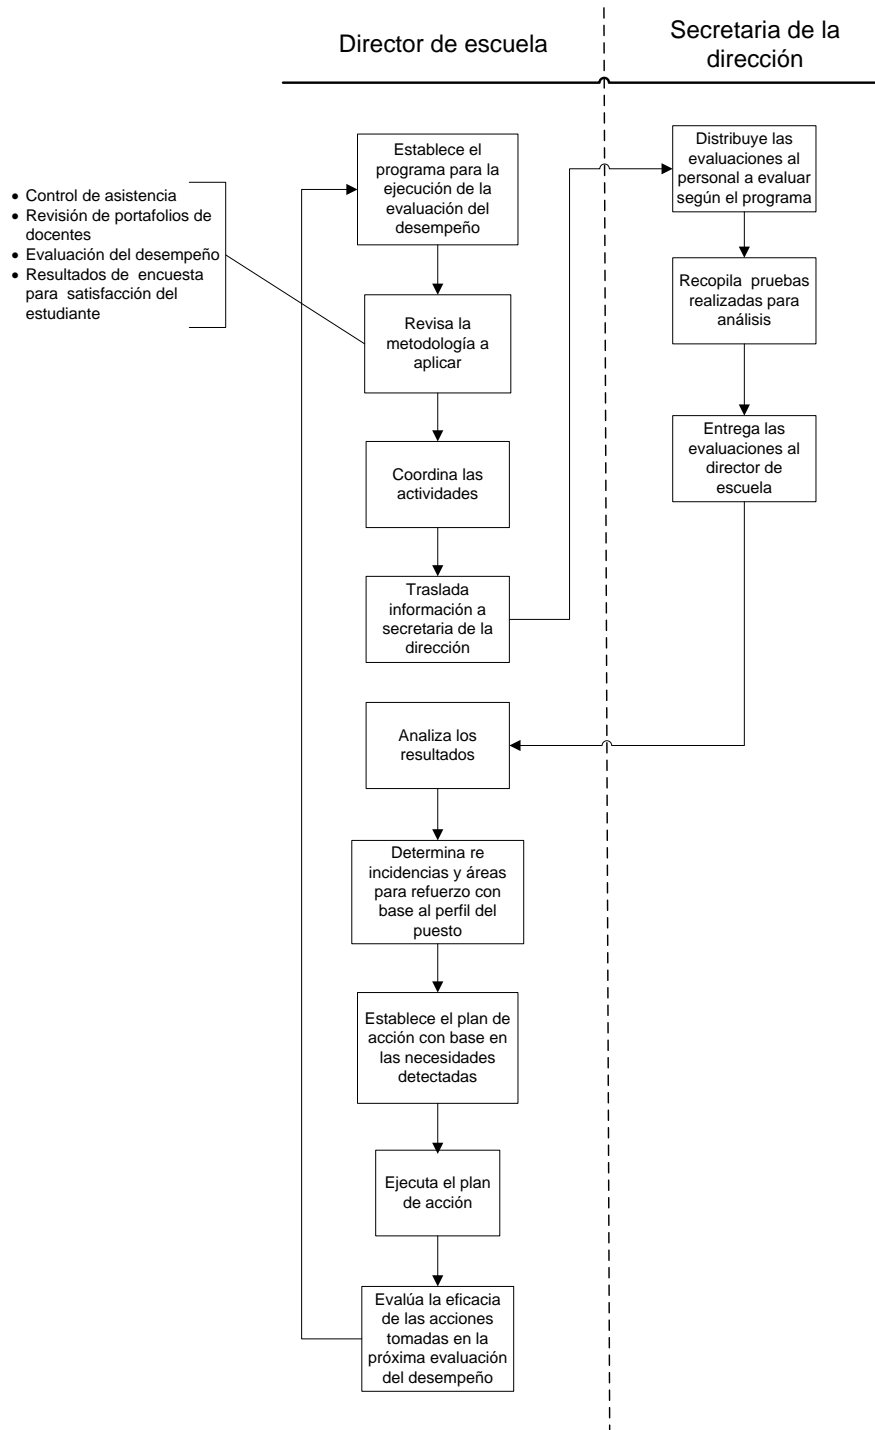 Director de escuela
Secretaria de la
dirección
• Control de asistencia
• Revisión de portafolios de
docentes
• Evaluación del desempeño
• Resultados de encuesta
para satisfacción del
estudiante
Establece el
programa para la
ejecución de la
evaluación del
desempeño
Revisa la
metodología a
aplicar
Coordina las
actividades
Traslada
información a
secretaria de la
dirección
Distribuye las
evaluaciones al
personal a evaluar
según el programa
Recopila pruebas
realizadas para
análisis
Entrega las
evaluaciones al
director de
escuela
Analiza los
resultados
Determina re
incidencias y áreas
para refuerzo con
base al perfil del
puesto
Establece el plan de
acción con base en
las necesidades
detectadas
Ejecuta el plan
de acción
Evalúa la eficacia
de las acciones
tomadas en la
próxima evaluación
del desempeño